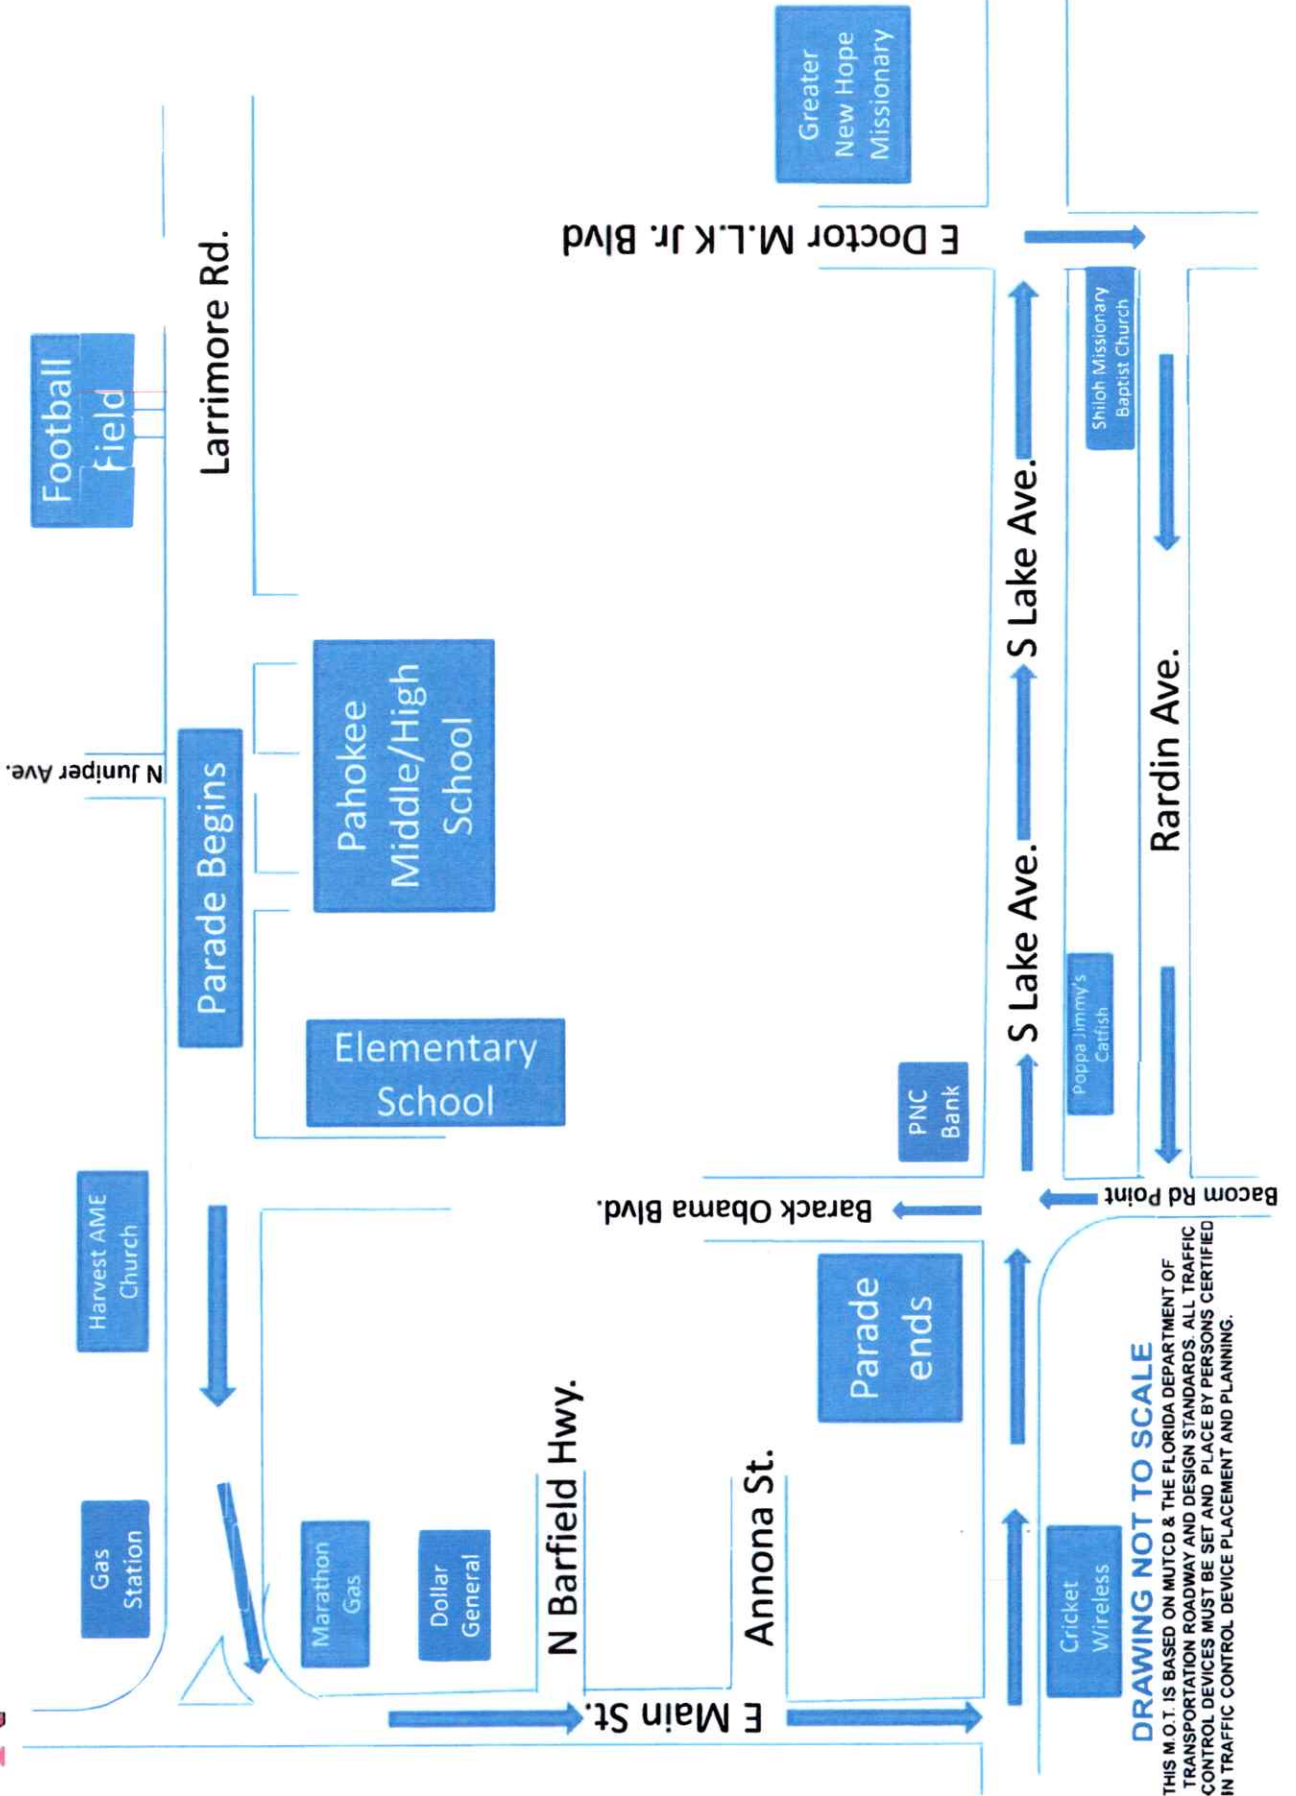 Football
Field
Larrimore Rd.
N Juniper Ave.
Parade Begins
Pahokee
Middle/High
School
Elementary
School
Harvest AME
Church
Gas
Station
Marathon
Gas
Dollar
General
N Barfield Hwy.
Annona St.
E Main St.
Greater
New Hope
Missionary
E Doctor M.L.K Jr. Blvd
Shiloh Missionary
Baptist Church
S Lake Ave.
S Lake Ave.
Rardin Ave.
Poppa Jimmy's
Catfish
PNC
Bank
Barack Obama Blvd.
Bacom Rd Point
Parade
ends
Cricket
Wireless
DRAWING NOT TO SCALE
THIS M.O.T. IS BASED ON MUTCD & THE FLORIDA DEPARTMENT OF
TRANSPORTATION ROADWAY AND DESIGN STANDARDS. ALL TRAFFIC
CONTROL DEVICES MUST BE SET AND PLACE BY PERSONS CERTIFIED
IN TRAFFIC CONTROL DEVICE PLACEMENT AND PLANNING.